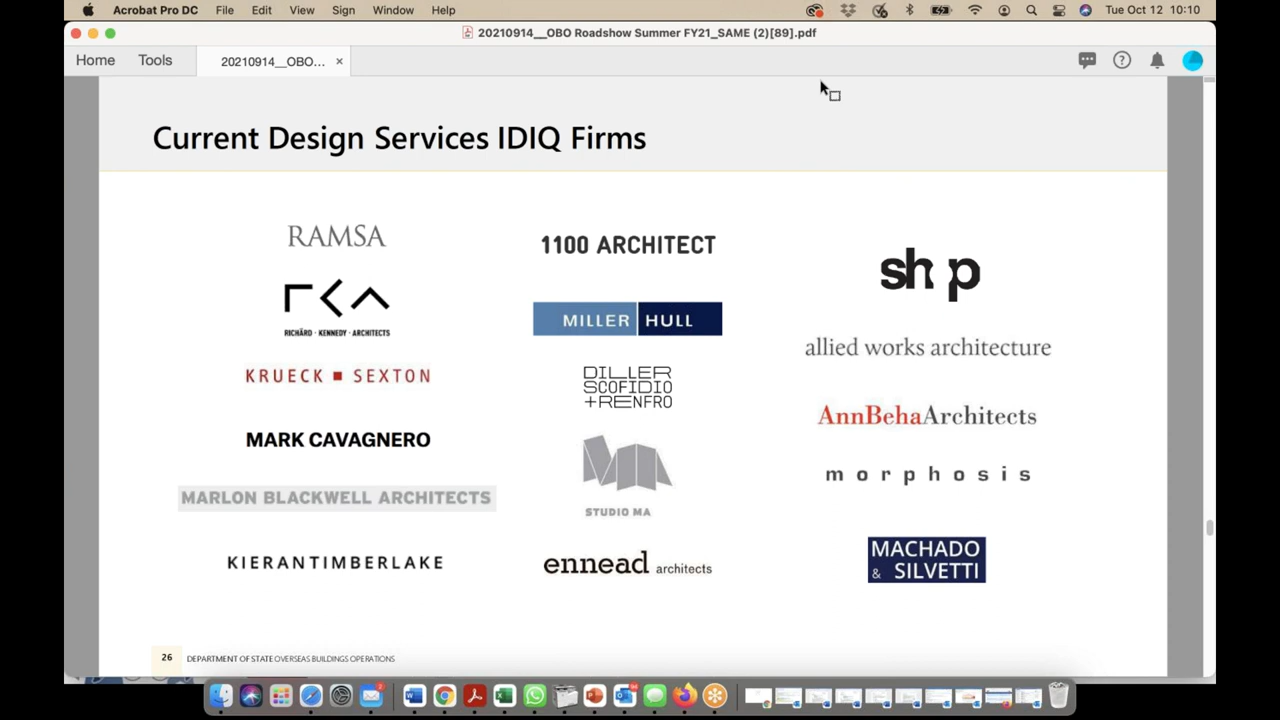 Acrobat Pro DC File Edit View Sign Window Help Tue Oct 12 10:10
20210914__OBO Roadshow Summer FY21_SAME (2)[89].pdf
Home Tools 20210914__OBO... ×
Current Design Services IDIQ Firms
RAMSA
RICHÄRD · KENNEDY · ARCHITECTS
KRUECK ■ SEXTON
MARK CAVAGNERO
MARLON BLACKWELL ARCHITECTS
KIERANTIMBERLAKE
1100 ARCHITECT
MILLER HULL
DILLER
SCOFIDIO
+RENFRO
STUDIO MA
ennead architects
sh p
allied works architecture
AnnBehaArchitects
morphosis
MACHADO
& SILVETTI
26 DEPARTMENT OF STATE OVERSEAS BUILDINGS OPERATIONS